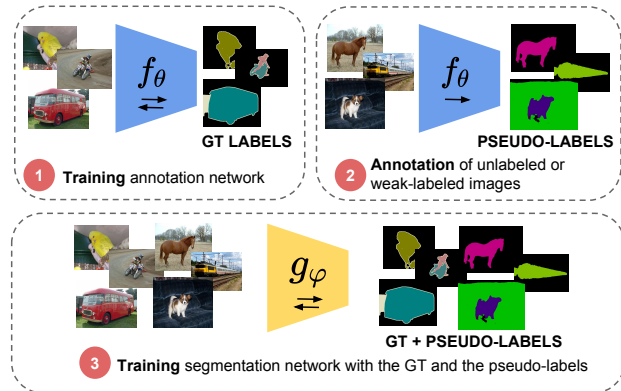 f_θ
GT LABELS
1 Training annotation network
f_θ
PSEUDO-LABELS
2 Annotation of unlabeled or
weak-labeled images
g_φ
GT + PSEUDO-LABELS
3 Training segmentation network with the GT and the pseudo-labels